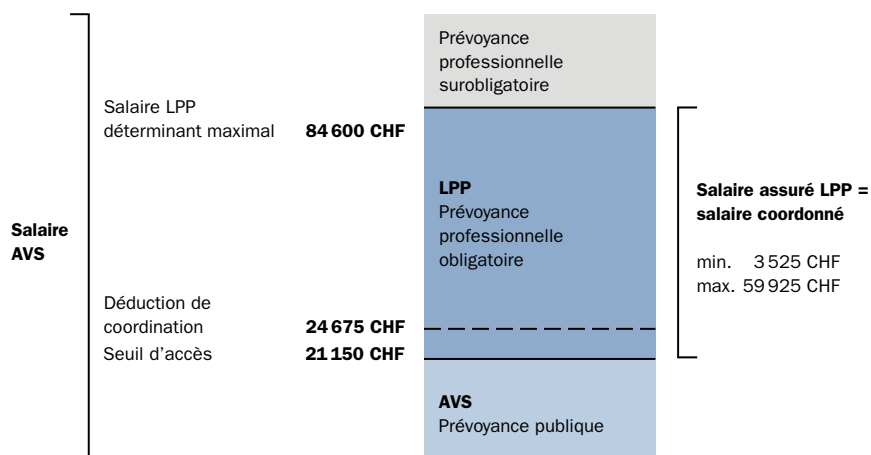 Prévoyance
professionnelle
surobligatoire
Salaire LPP
déterminant maximal 84 600 CHF
LPP
Prévoyance
professionnelle
obligatoire
Salaire assuré LPP =
salaire coordonné
min. 3 525 CHF
max. 59 925 CHF
Salaire
AVS
Déduction de
coordination 24 675 CHF
Seuil d’accès 21 150 CHF
AVS
Prévoyance publique